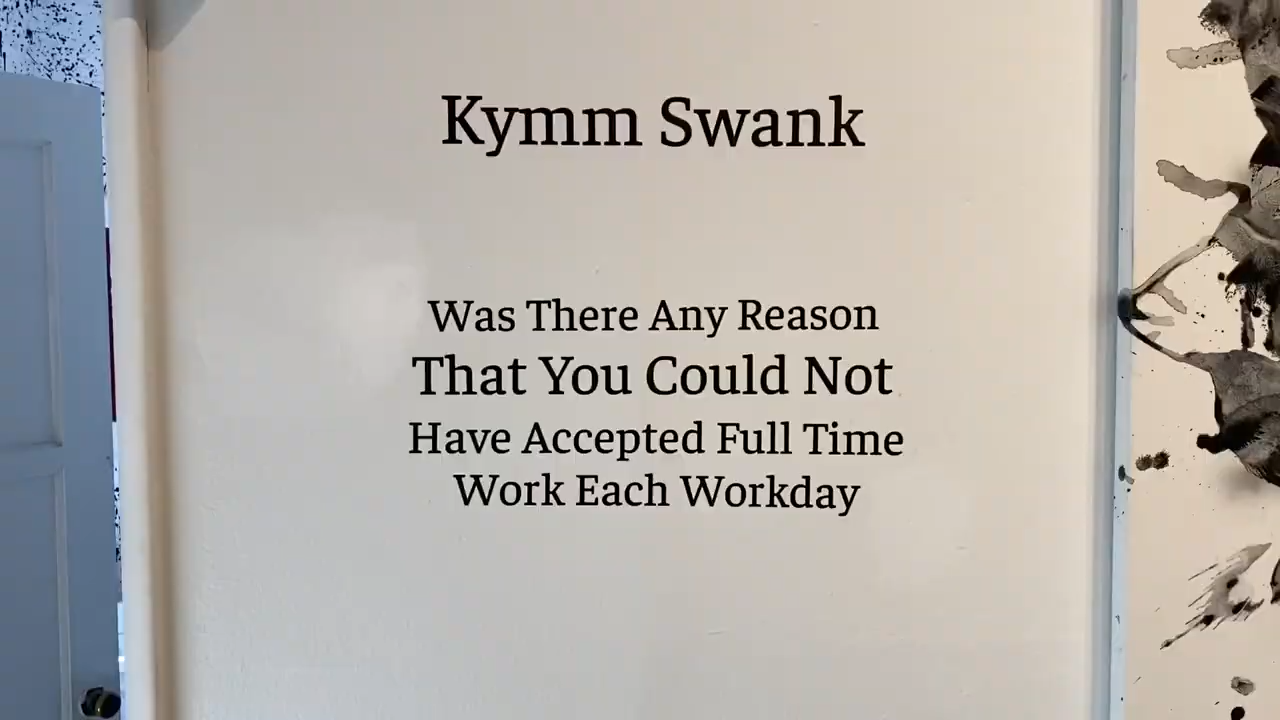 Kymm Swank
Was There Any Reason
That You Could Not
Have Accepted Full Time
Work Each Workday